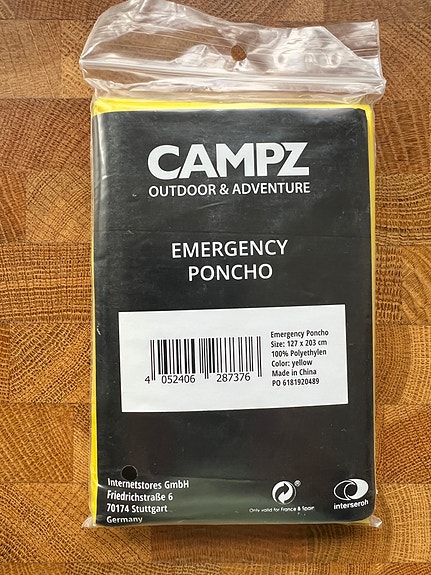 CAMPZ
OUTDOOR & ADVENTURE
EMERGENCY
PONCHO
Emergency Poncho
Size: 127 x 203 cm
100% Polyethylen
Color: yellow
Made in China
PO 6181920489
4 052406 287376
Internetstores GmbH
Friedrichstraße 6
70174 Stuttgart
Germany
Only valid for France & Spain
interseroh